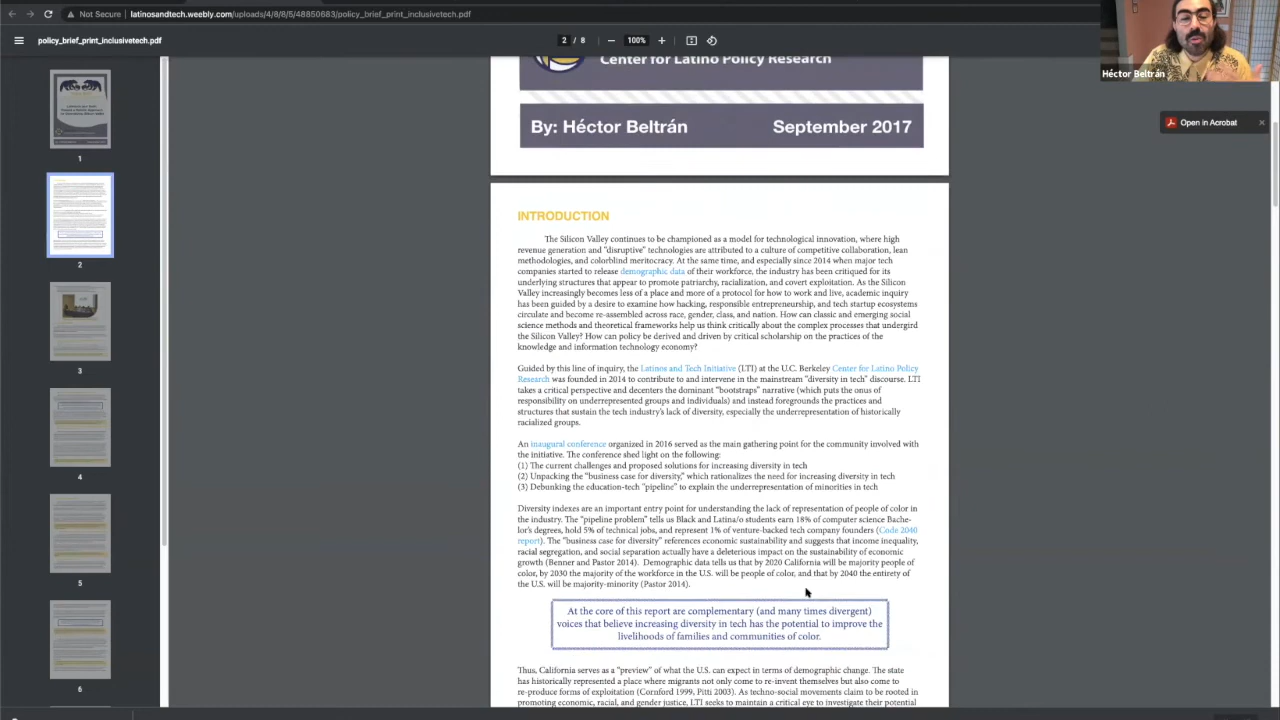 Not Secure | latinosandtech.weebly.com/uploads/4/8/8/5/48850683/policy_brief_print_inclusivetech.pdf
policy_brief_print_inclusivetech.pdf
2 / 8
100%
Héctor Beltrán
Open in Acrobat
1
2
3
4
5
6
Center for Latino Policy Research
By: Héctor Beltrán September 2017
INTRODUCTION
The Silicon Valley continues to be championed as a model for technological innovation, where high
revenue generation and "disruptive" technologies are attributed to a culture of competitive collaboration, lean
methodologies, and colorblind meritocracy. At the same time, and especially since 2014 when major tech
companies started to release demographic data of their workforce, the industry has been critiqued for its
underlying structures that appear to promote patriarchy, racialization, and covert exploitation. As the Silicon
Valley increasingly becomes less of a place and more of a protocol for how to work and live, academic inquiry
has been guided by a desire to examine how hacking, responsible entrepreneurship, and tech startup ecosystems
circulate and become re-assembled across race, gender, class, and nation. How can classic and emerging social
science methods and theoretical frameworks help us think critically about the complex processes that undergird
the Silicon Valley? How can policy be derived and driven by critical scholarship on the practices of the
knowledge and information technology economy?
Guided by this line of inquiry, the Latinos and Tech Initiative (LTI) at the U.C. Berkeley Center for Latino Policy
Research was founded in 2014 to contribute to and intervene in the mainstream "diversity in tech" discourse. LTI
takes a critical perspective and decenters the dominant "bootstraps" narrative (which puts the onus of
responsibility on underrepresented groups and individuals) and instead foregrounds the practices and
structures that sustain the tech industry's lack of diversity, especially the underrepresentation of historically
racialized groups.
An inaugural conference organized in 2016 served as the main gathering point for the community involved with
the initiative. The conference shed light on the following:
(1) The current challenges and proposed solutions for increasing diversity in tech
(2) Unpacking the "business case for diversity," which rationalizes the need for increasing diversity in tech
(3) Debunking the education-tech "pipeline" to explain the underrepresentation of minorities in tech
Diversity indexes are an important entry point for understanding the lack of representation of people of color in
the industry. The "pipeline problem" tells us Black and Latina/o students earn 18% of computer science Bache-
lor's degrees, hold 5% of technical jobs, and represent 1% of venture-backed tech company founders (Code 2040
report). The "business case for diversity" references economic sustainability and suggests that income inequality,
racial segregation, and social separation actually have a deleterious impact on the sustainability of economic
growth (Benner and Pastor 2014). Demographic data tells us that by 2020 California will be majority people of
color, by 2030 the majority of the workforce in the U.S. will be people of color, and that by 2040 the entirety of
the U.S. will be majority-minority (Pastor 2014).
At the core of this report are complementary (and many times divergent)
voices that believe increasing diversity in tech has the potential to improve the
livelihoods of families and communities of color.
Thus, California serves as a "preview" of what the U.S. can expect in terms of demographic change. The state
has historically represented a place where migrants not only come to re-invent themselves but also come to
re-produce forms of exploitation (Cornford 1999, Pitti 2003). As techno-social movements claim to be rooted in
promoting economic, racial, and gender justice, LTI seeks to maintain a critical eye to investigate their potential